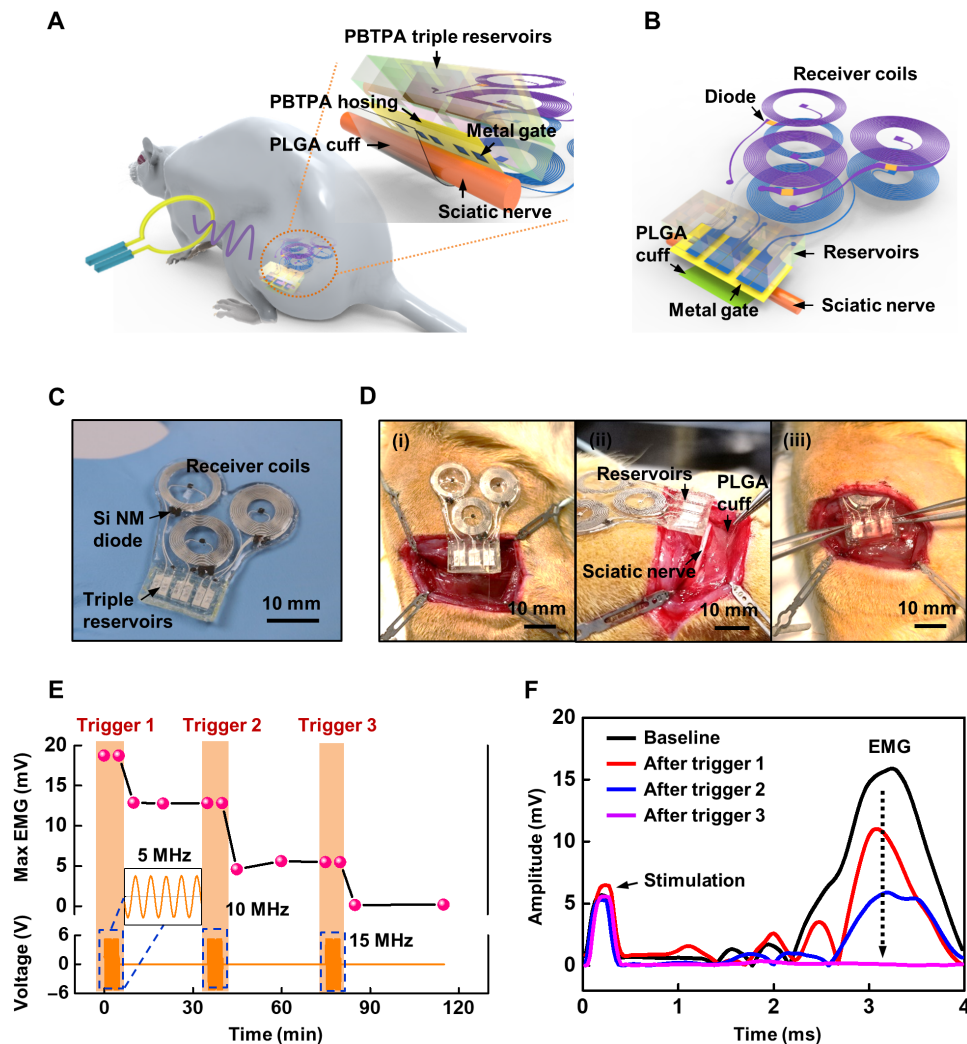 A
PBTPA triple reservoirs
PBTPA hosing
Metal gate
PLGA cuff
Sciatic nerve
B
Receiver coils
Diode
PLGA
cuff
Reservoirs
Metal gate
Sciatic nerve
C
Receiver coils
Si NM
diode
Triple
reservoirs
10 mm
D
(i)
10 mm
(ii)
Reservoirs
PLGA
cuff
Sciatic nerve
10 mm
(iii)
10 mm
E
Trigger 1
Trigger 2
Trigger 3
20
15
10
5
0
Max EMG (mV)
5 MHz
10 MHz
15 MHz
6
0
–6
Voltage (V)
0
30
60
90
120
Time (min)
F
20
15
10
5
0
Amplitude (mV)
Baseline
After trigger 1
After trigger 2
After trigger 3
EMG
Stimulation
0
1
2
3
4
Time (ms)